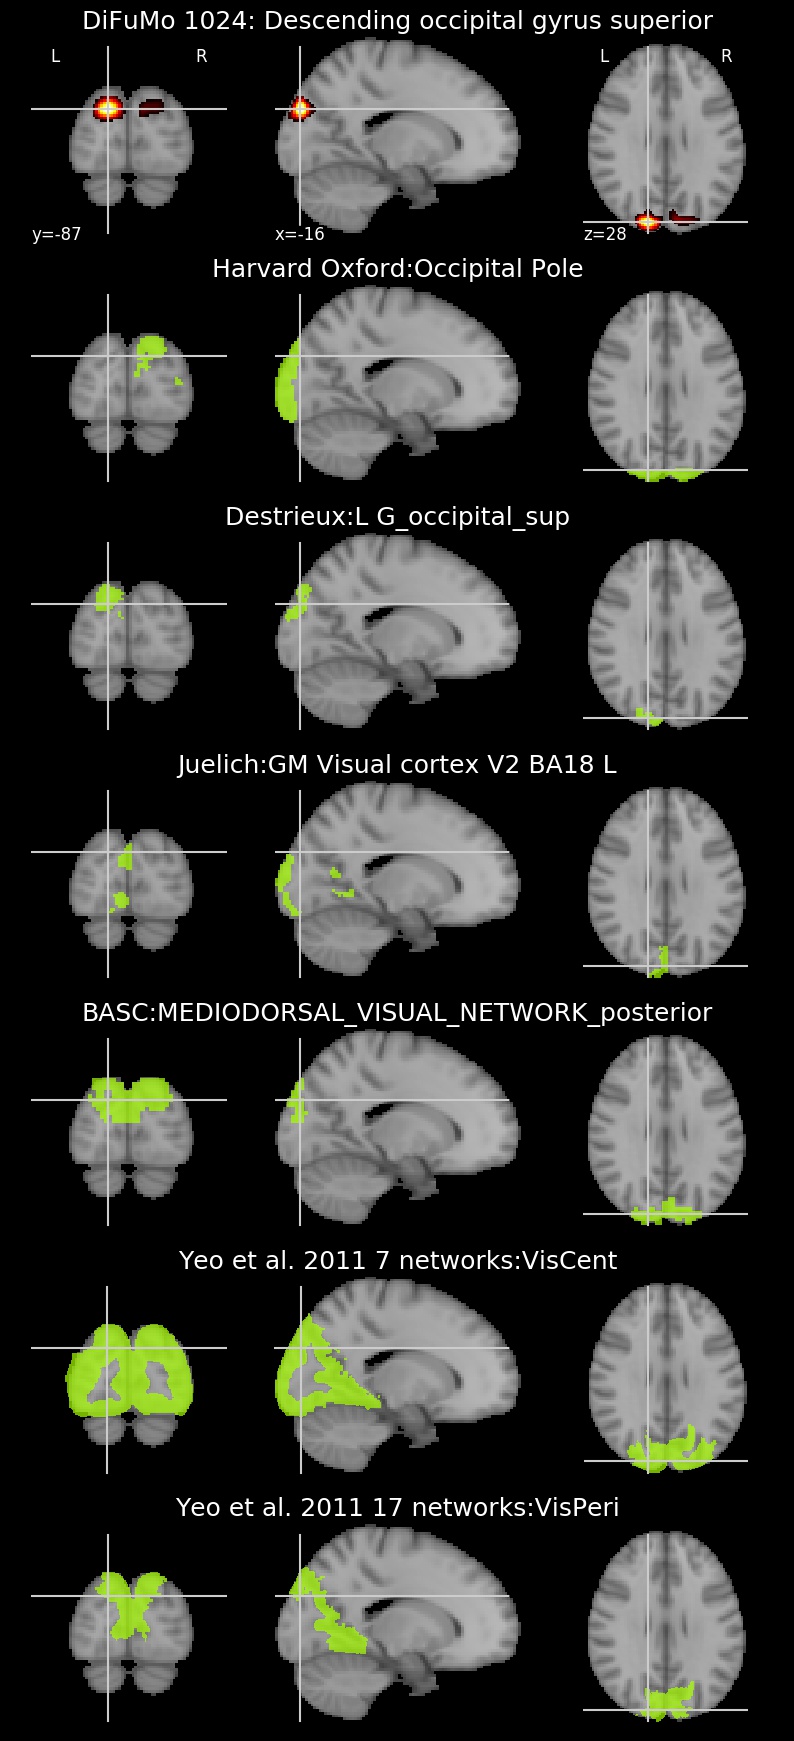 DiFuMo 1024: Descending occipital gyrus superior
L R L R
y=-87 x=-16 z=28
Harvard Oxford:Occipital Pole
Destrieux:L G_occipital_sup
Juelich:GM Visual cortex V2 BA18 L
BASC:MEDIODORSAL_VISUAL_NETWORK_posterior
Yeo et al. 2011 7 networks:VisCent
Yeo et al. 2011 17 networks:VisPeri